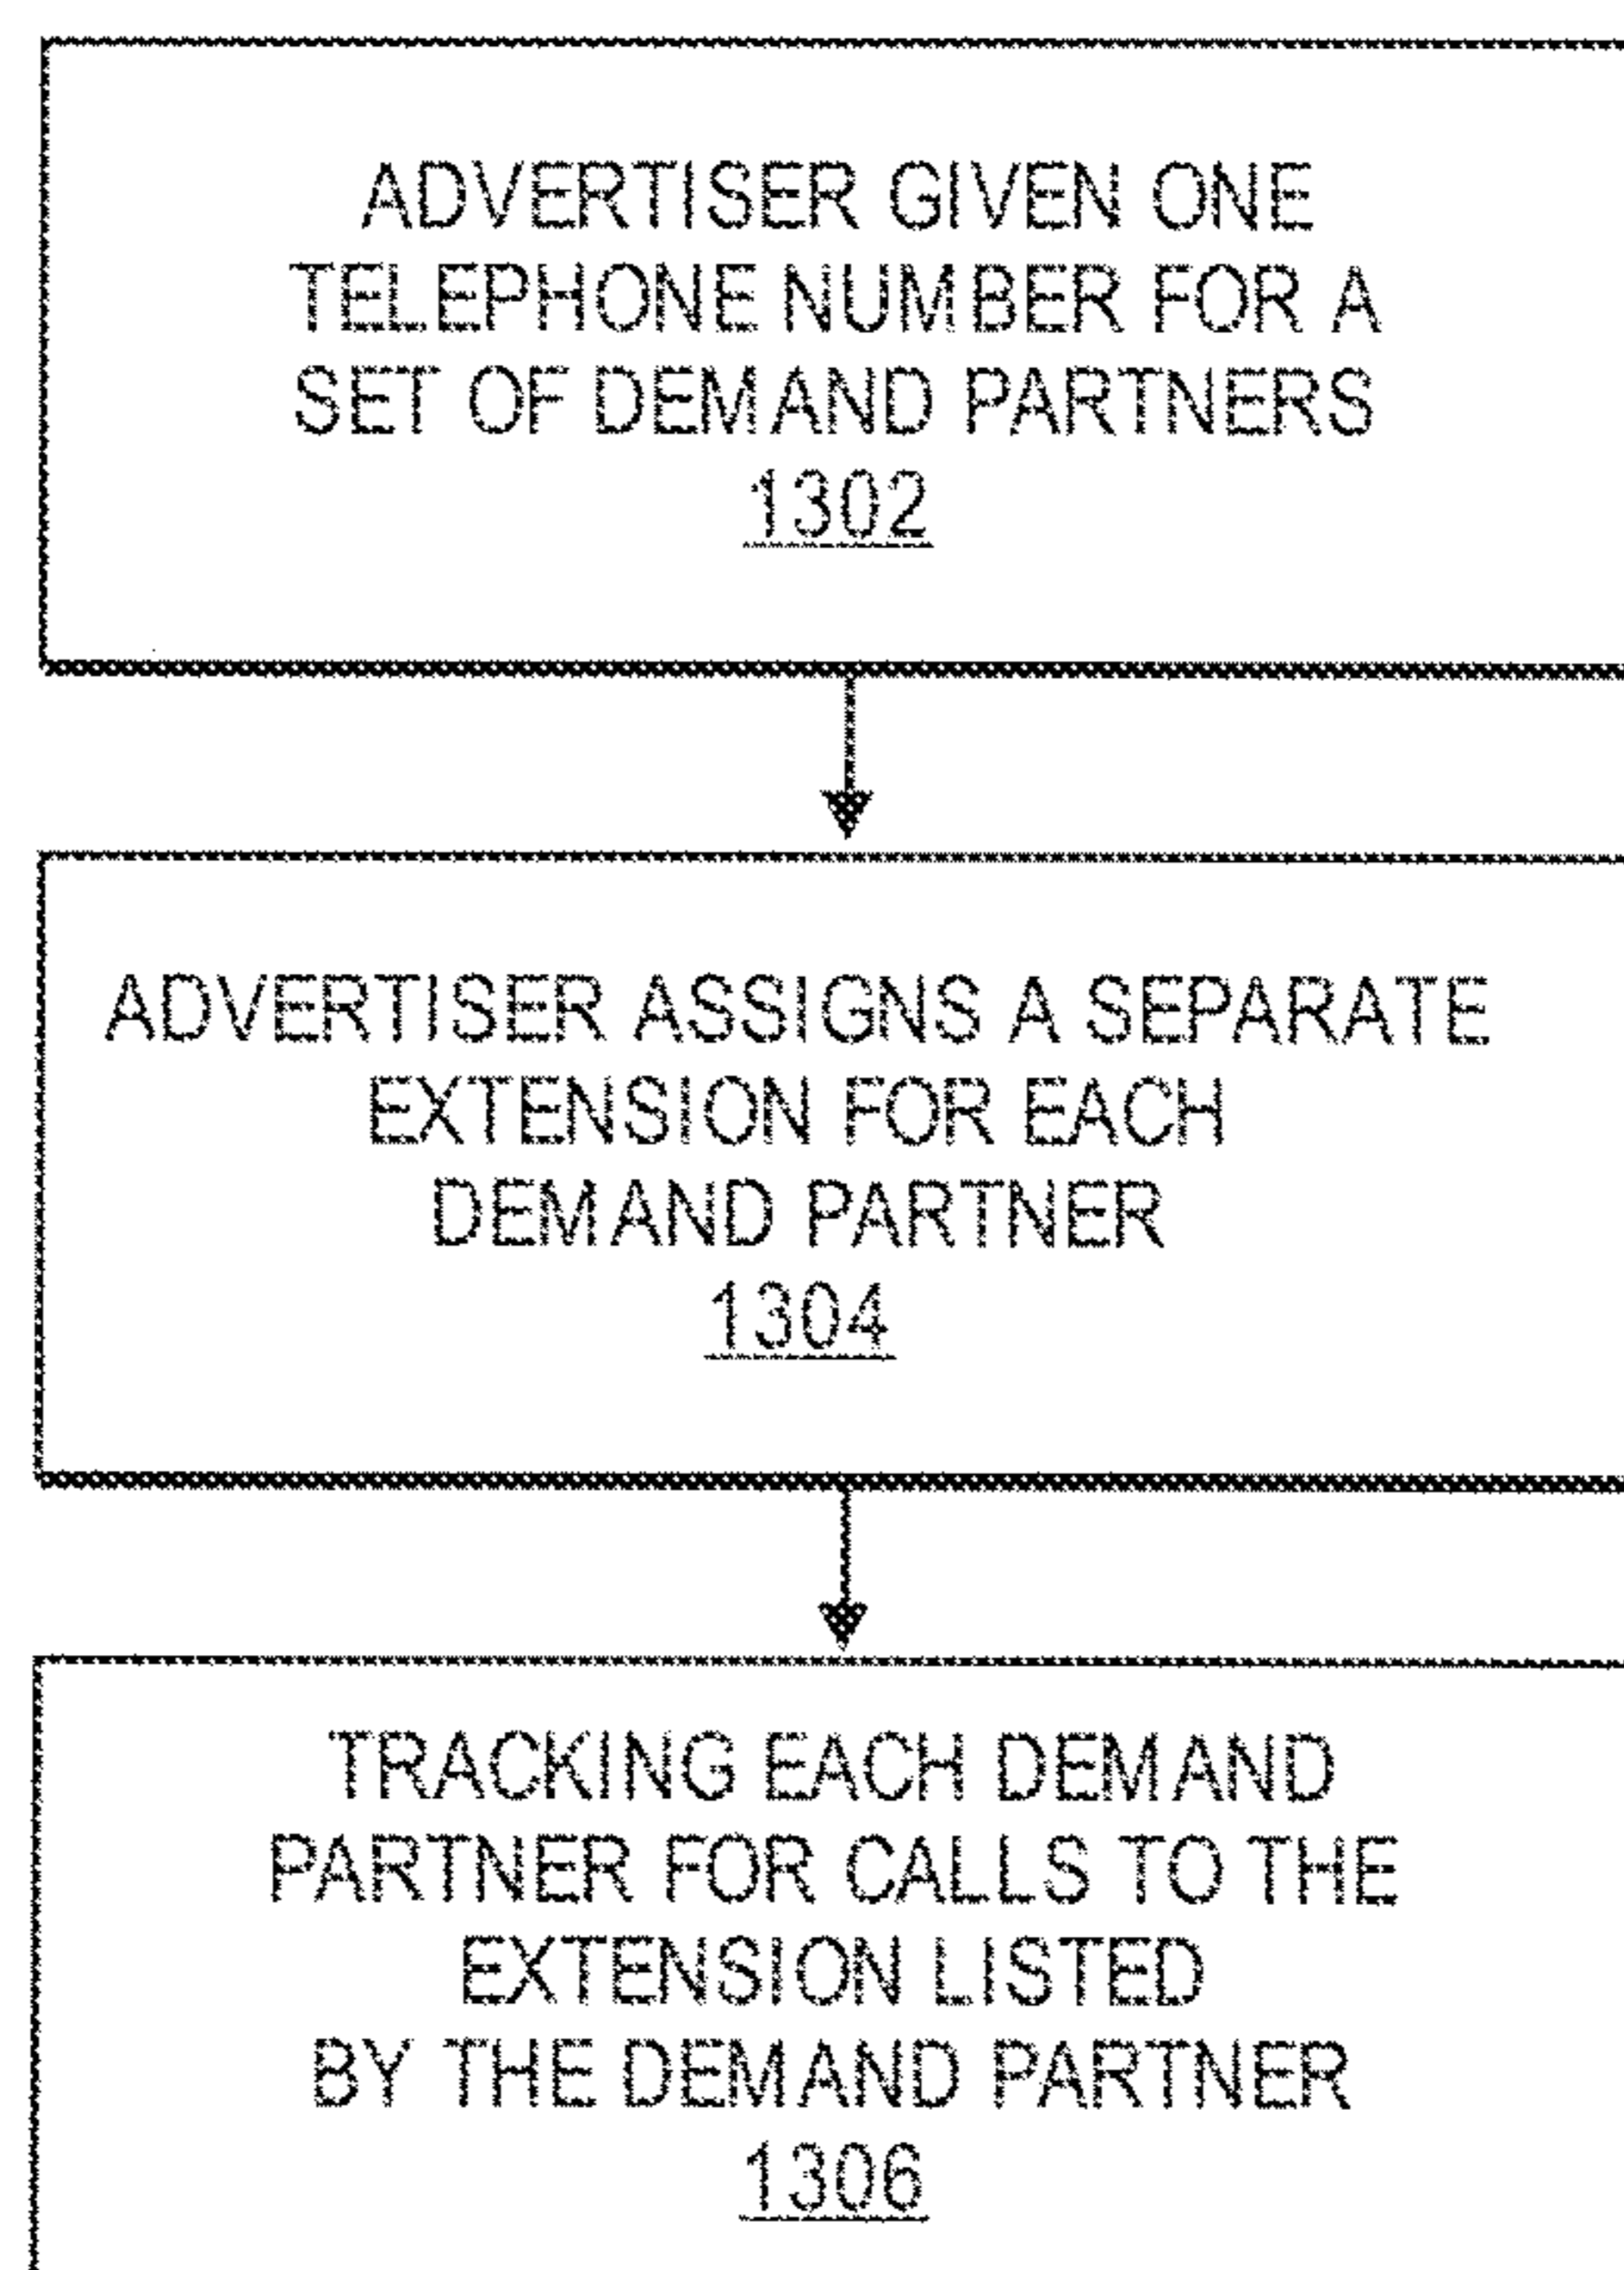 ADVERTISER GIVEN ONE
TELEPHONE NUMBER FOR A
SET OF DEMAND PARTNERS
1302
ADVERTISER ASSIGNS A SEPARATE
EXTENSION FOR EACH
DEMAND PARTNER
1304
TRACKING EACH DEMAND
PARTNER FOR CALLS TO THE
EXTENSION LISTED
BY THE DEMAND PARTNER
1306